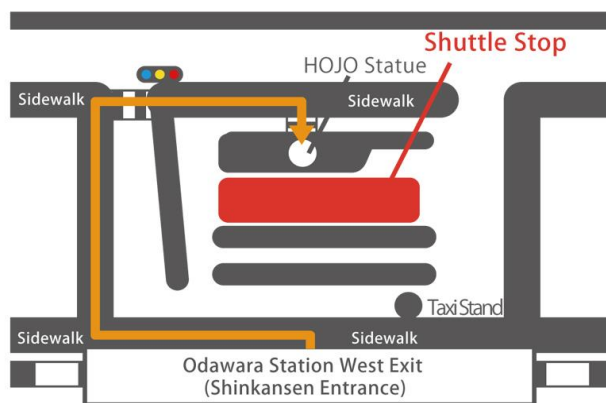 Shuttle Stop
HOJO Statue
Sidewalk
Sidewalk
Taxi Stand
Sidewalk
Sidewalk
Odawara Station West Exit
(Shinkansen Entrance)